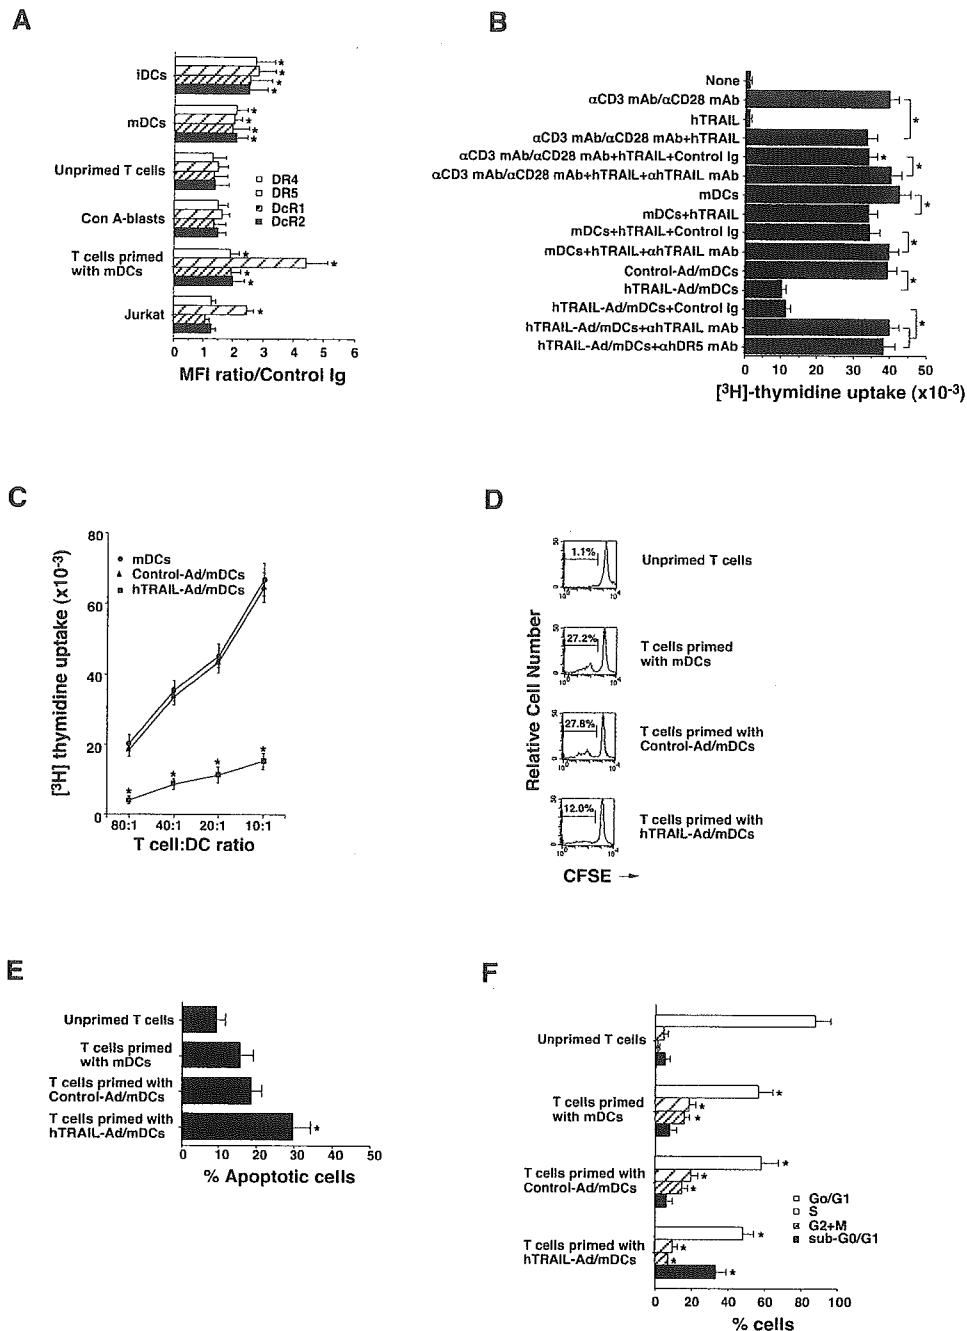 A
iDCs
mDCs
Unprimed T cells
Con A-blasts
T cells primed
with mDCs
Jurkat
DR4
DR5
DcR1
DcR2
0 1 2 3 4 5 6
MFI ratio/Control Ig
B
None
αCD3 mAb/αCD28 mAb
hTRAIL
αCD3 mAb/αCD28 mAb+hTRAIL
αCD3 mAb/αCD28 mAb+hTRAIL+Control Ig
αCD3 mAb/αCD28 mAb+hTRAIL+αhTRAIL mAb
mDCs
mDCs+hTRAIL
mDCs+hTRAIL+Control Ig
mDCs+hTRAIL+αhTRAIL mAb
Control-Ad/mDCs
hTRAIL-Ad/mDCs
hTRAIL-Ad/mDCs+Control Ig
hTRAIL-Ad/mDCs+αhTRAIL mAb
hTRAIL-Ad/mDCs+αhDR5 mAb
0 10 20 30 40 50
[³H]-thymidine uptake (x10⁻³)
C
[³H] thymidine uptake (x10⁻³)
80
60
40
20
0
mDCs
Control-Ad/mDCs
hTRAIL-Ad/mDCs
80:1 40:1 20:1 10:1
T cell:DC ratio
D
Relative Cell Number
1.1%
Unprimed T cells
27.2%
T cells primed
with mDCs
27.8%
T cells primed with
Control-Ad/mDCs
12.0%
T cells primed with
hTRAIL-Ad/mDCs
CFSE →
E
Unprimed T cells
T cells primed
with mDCs
T cells primed with
Control-Ad/mDCs
T cells primed with
hTRAIL-Ad/mDCs
0 10 20 30 40 50
% Apoptotic cells
F
Unprimed T cells
T cells primed
with mDCs
T cells primed with
Control-Ad/mDCs
T cells primed with
hTRAIL-Ad/mDCs
Go/G1
S
G2+M
sub-G0/G1
0 20 40 60 80 100
% cells